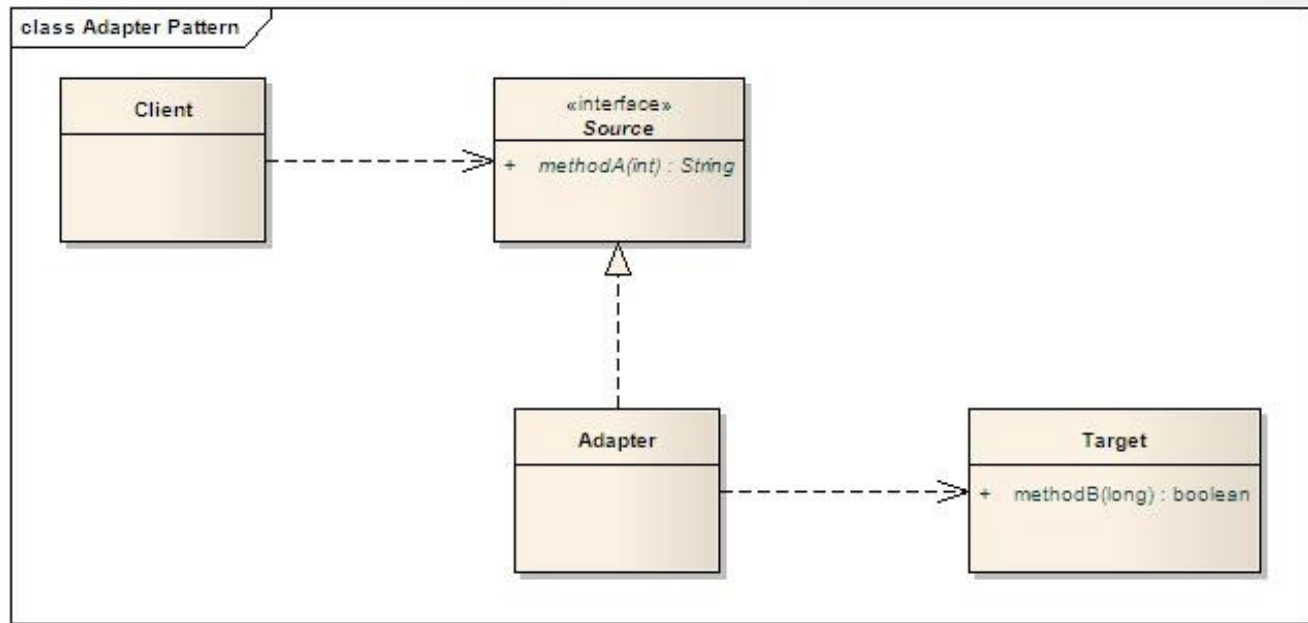 class Adapter Pattern
Client
«interface»
Source
+ methodA(int) : String
Adapter
Target
+ methodB(long) : boolean